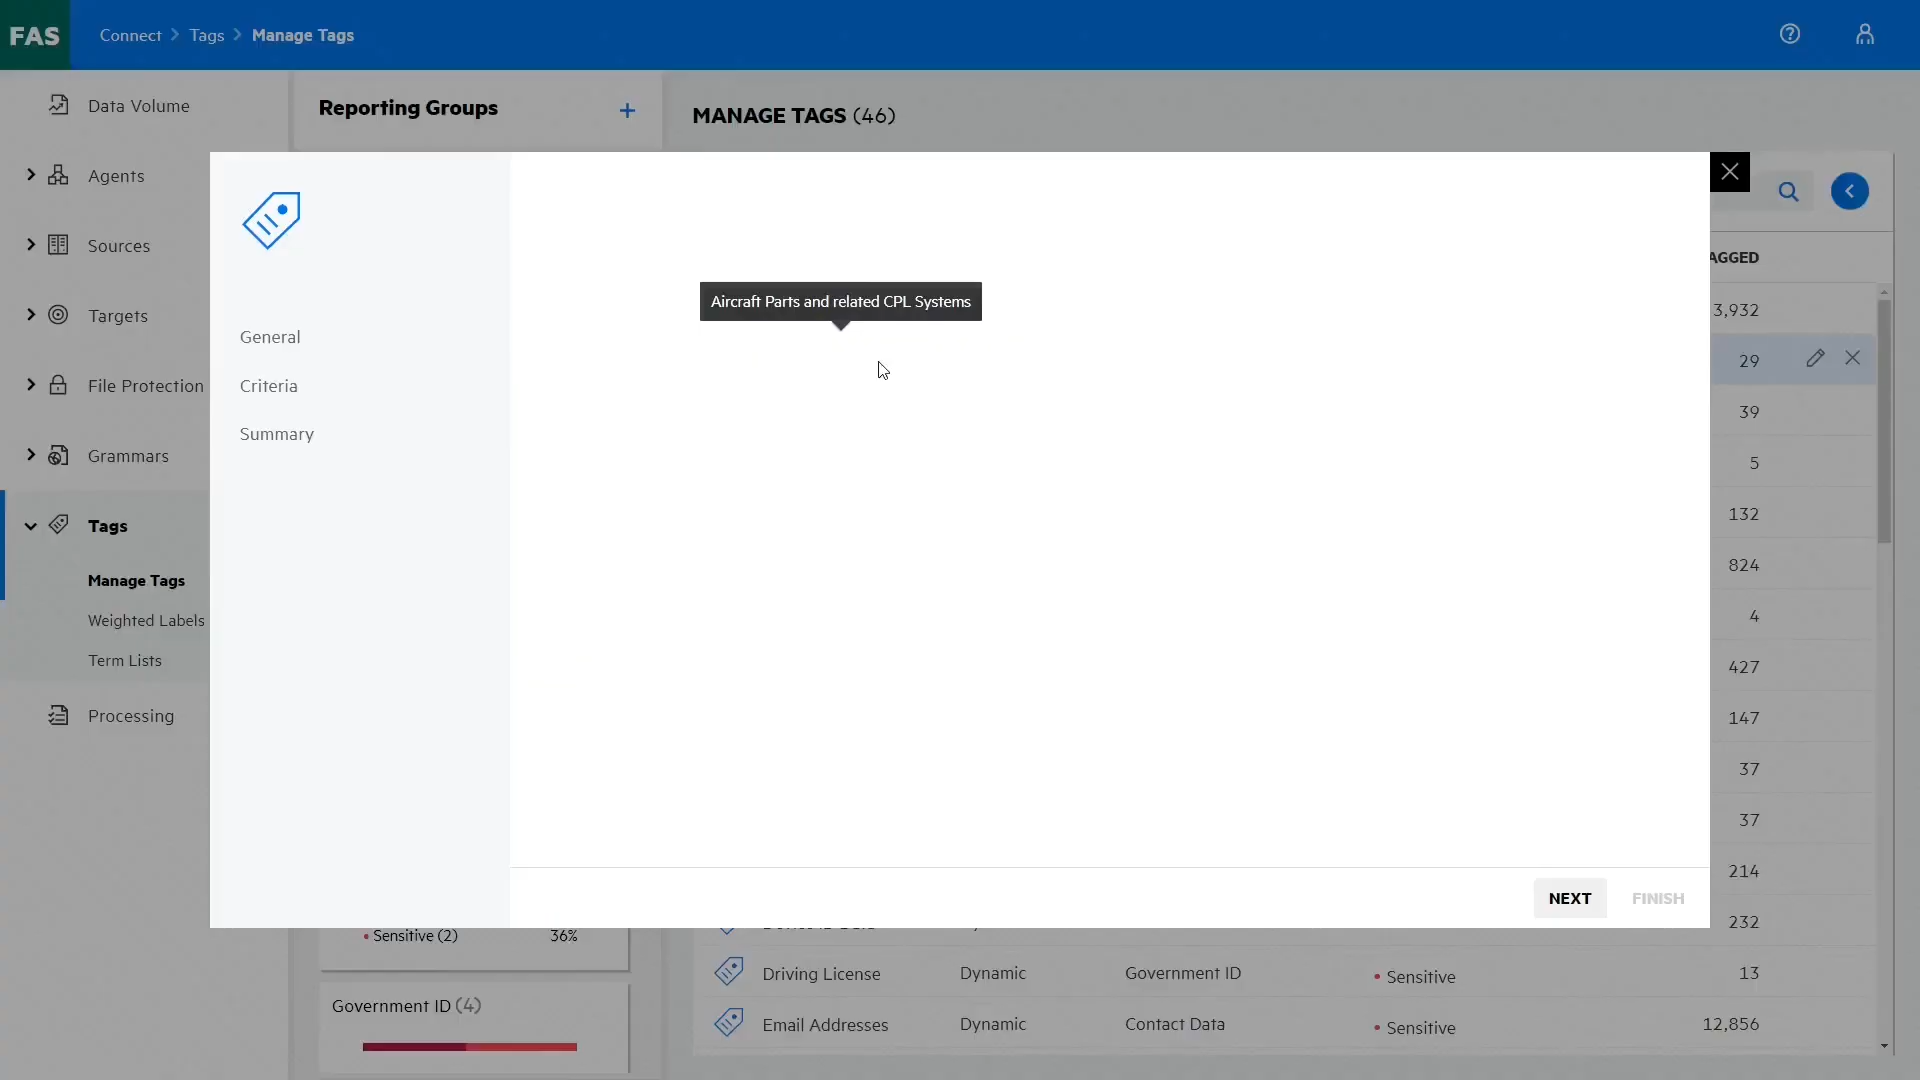 FAS
Connect > Tags > Manage Tags
Data Volume
Agents
Sources
Targets
File Protection
Grammars
Tags
Manage Tags
Weighted Labels
Term Lists
Processing
Reporting Groups
Sensitive (2) 36%
Government ID (4)
MANAGE TAGS (46)
General
Criteria
Summary
Aircraft Parts and related CPL Systems
NEXT FINISH
AGGED
3,932
29
39
5
132
824
4
427
147
37
37
214
232
Driving License Dynamic Government ID Sensitive 13
Email Addresses Dynamic Contact Data Sensitive 12,856